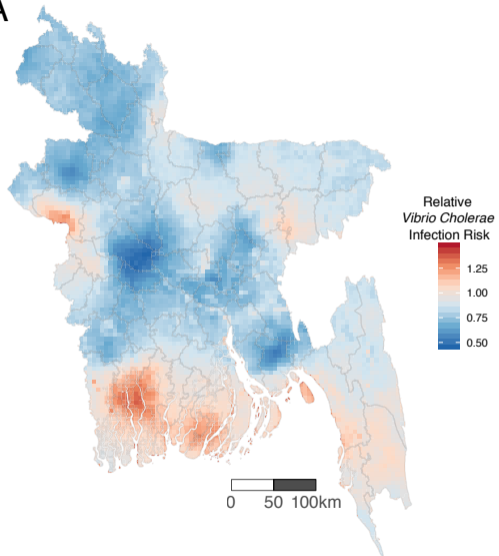 A
Relative
Vibrio Cholerae
Infection Risk
1.25
1.00
0.75
0.50
0 50 100km